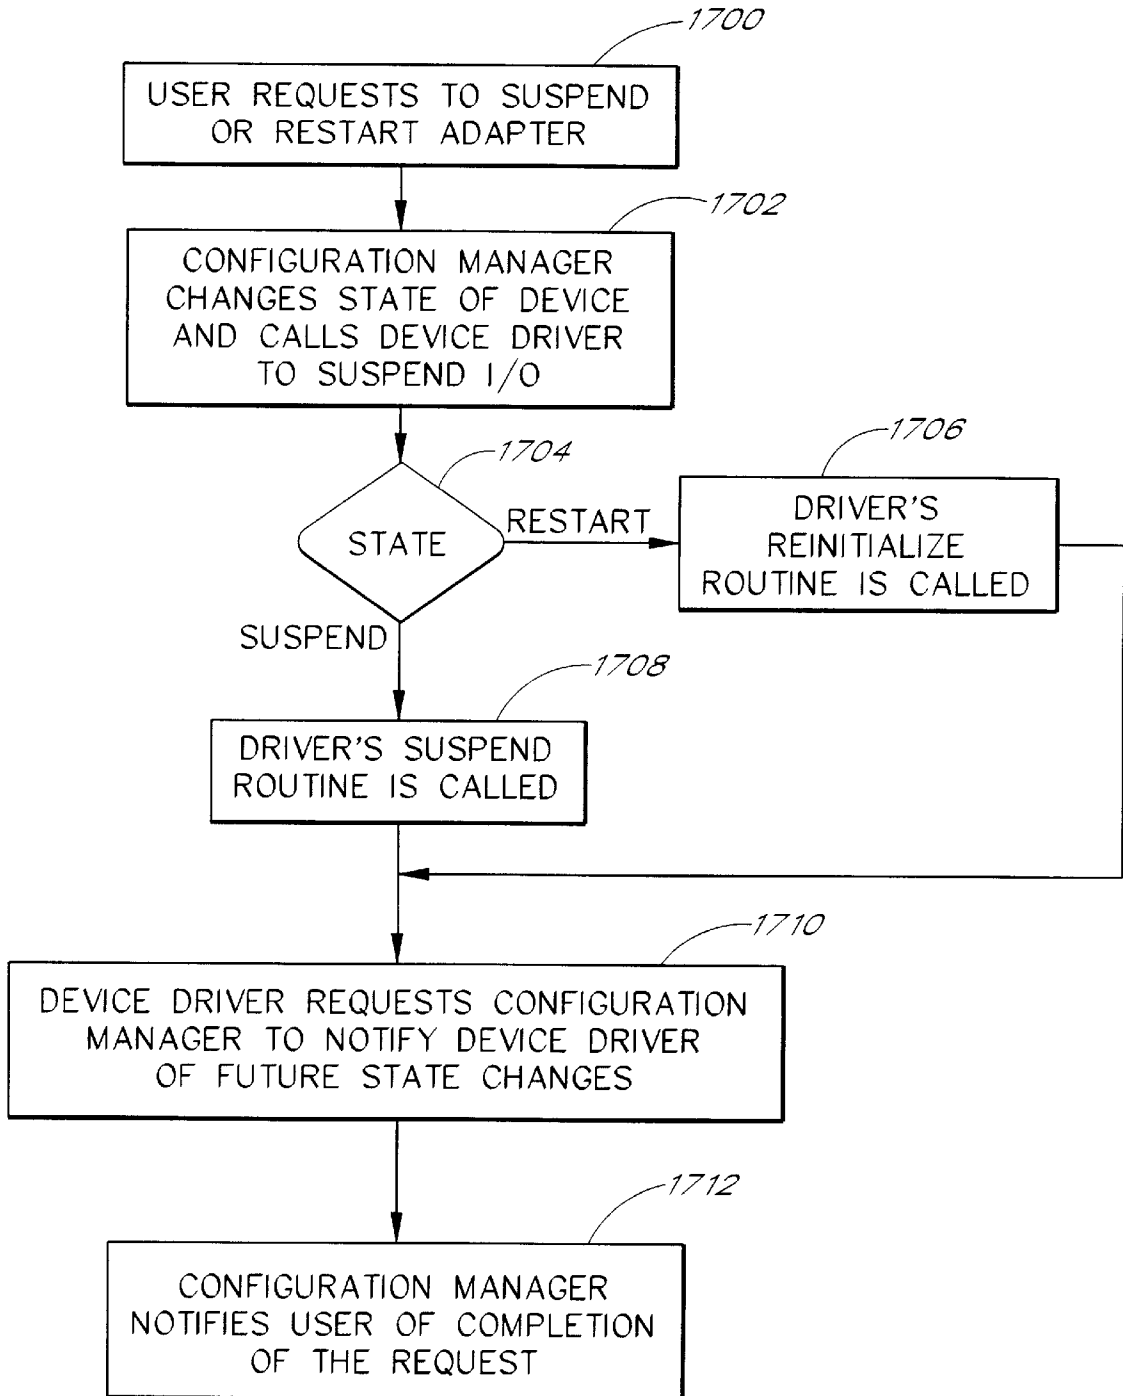 1700
USER REQUESTS TO SUSPEND
OR RESTART ADAPTER
1702
CONFIGURATION MANAGER
CHANGES STATE OF DEVICE
AND CALLS DEVICE DRIVER
TO SUSPEND I/O
1704
STATE
RESTART
1706
DRIVER'S
REINITIALIZE
ROUTINE IS CALLED
SUSPEND
1708
DRIVER'S SUSPEND
ROUTINE IS CALLED
1710
DEVICE DRIVER REQUESTS CONFIGURATION
MANAGER TO NOTIFY DEVICE DRIVER
OF FUTURE STATE CHANGES
1712
CONFIGURATION MANAGER
NOTIFIES USER OF COMPLETION
OF THE REQUEST